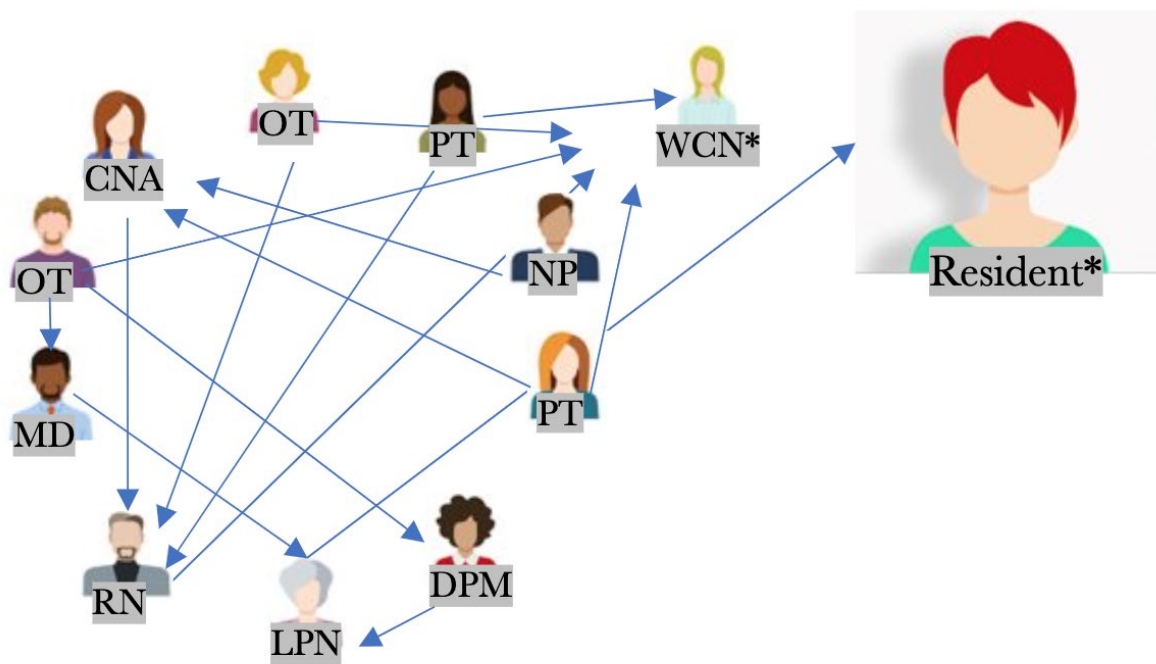 OT
PT
WCN*
CNA
OT
NP
Resident*
MD
PT
RN
LPN
DPM